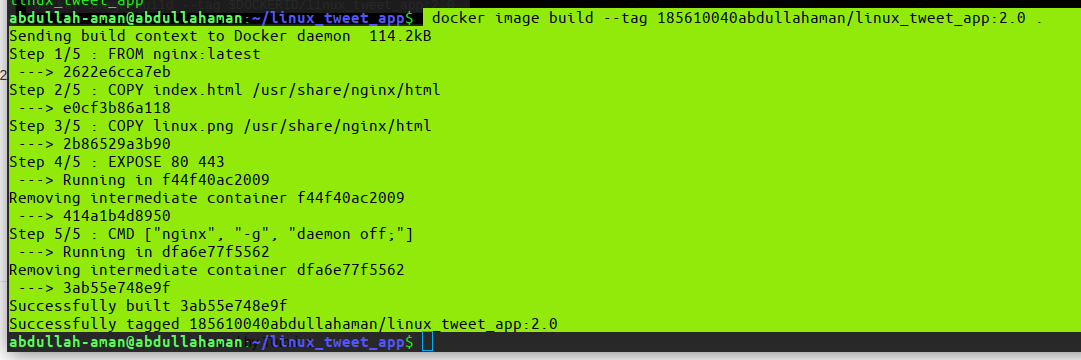 linux_tweet_app
abdullah-aman@abdullahaman:~/linux_tweet_app$ docker image build --tag 185610040abdullahaman/linux_tweet_app:2.0 .
Sending build context to Docker daemon  114.2kB
Step 1/5 : FROM nginx:latest
 ---> 2622e6cca7eb
Step 2/5 : COPY index.html /usr/share/nginx/html
 ---> e0cf3b86a118
Step 3/5 : COPY linux.png /usr/share/nginx/html
 ---> 2b86529a3b90
Step 4/5 : EXPOSE 80 443
 ---> Running in f44f40ac2009
Removing intermediate container f44f40ac2009
 ---> 414a1b4d8950
Step 5/5 : CMD ["nginx", "-g", "daemon off;"]
 ---> Running in dfa6e77f5562
Removing intermediate container dfa6e77f5562
 ---> 3ab55e748e9f
Successfully built 3ab55e748e9f
Successfully tagged 185610040abdullahaman/linux_tweet_app:2.0
abdullah-aman@abdullahaman:~/linux_tweet_app$